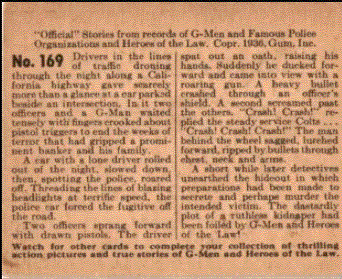 "Official" Stories from records of G-Men and Famous Police
Organizations and Heroes of the Law. Copr. 1936, Gum, Inc.
No. 169 Drivers in the lines
of traffic droning
through the night along a Cali-
fornia highway gave scarcely
more than a glance at a car parked
beside an intersection. In it two
officers and a G-Man waited
tensely with fingers crooked about
pistol triggers to end the weeks of
terror that had gripped a promi-
nent banker and his family.
A car with a lone driver rolled
out of the night, slowed down,
then, spotting the police, roared
off. Threading the lines of blazing
headlights at terrific speed, the
police car forced the fugitive off
the road.
Two officers sprang forward
with drawn pistols. The driver
spat out an oath, raising his
hands. Suddenly he ducked for-
ward and came into view with a
roaring gun. A heavy bullet
crashed through an officer's
shield. A second screamed past
the others. "Crash! Crash!" re-
plied the steady service Colts . .
"Crash! Crash! Crash!" The man
behind the wheel sagged, lurched
forward, ripped by bullets through
chest, neck and arms.
A short while later detectives
unearthed the hideout in which
preparations had been made to
secrete and perhaps murder the
intended victim. The dastardly
plot of a ruthless kidnaper had
been foiled by G-Men and Heroes
of the Law!
Watch for other cards to complete your collection of thrilling
action pictures and true stories of G-Men and Heroes of the Law.